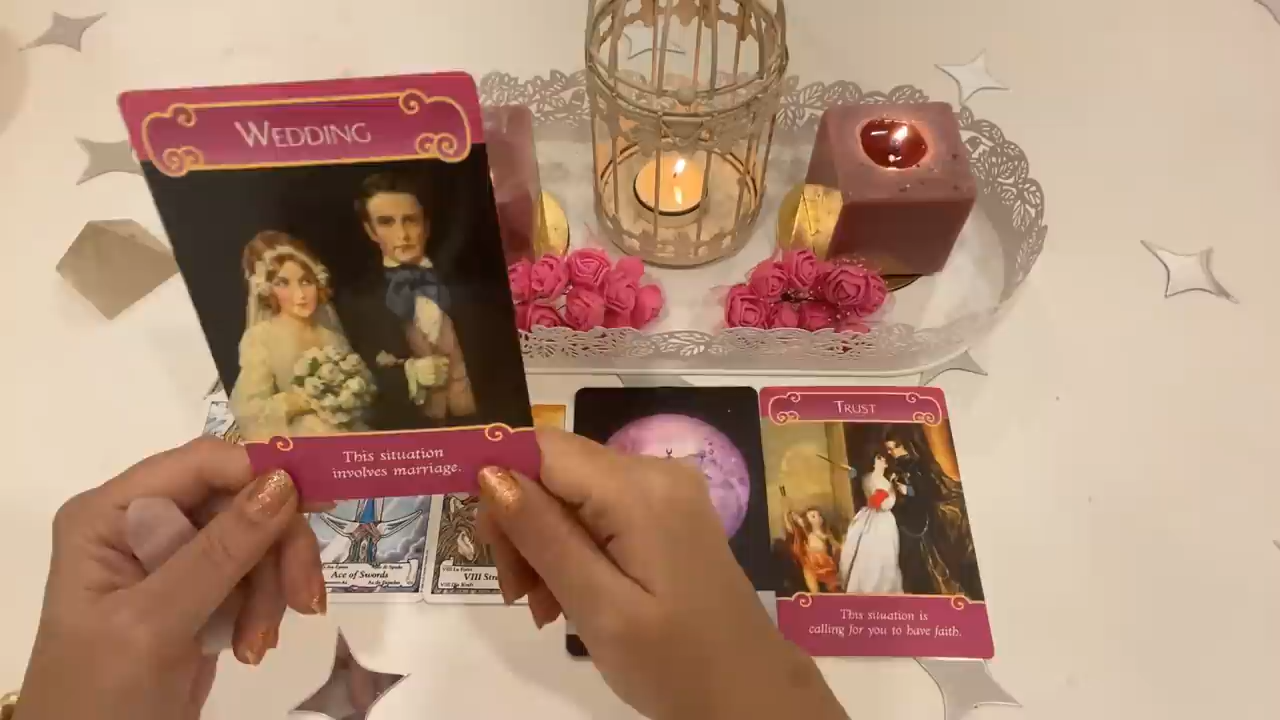 WEDDING
This situation
involves marriage.
TRUST
This situation is
calling for you to have faith.
Ace of Swords
VIII